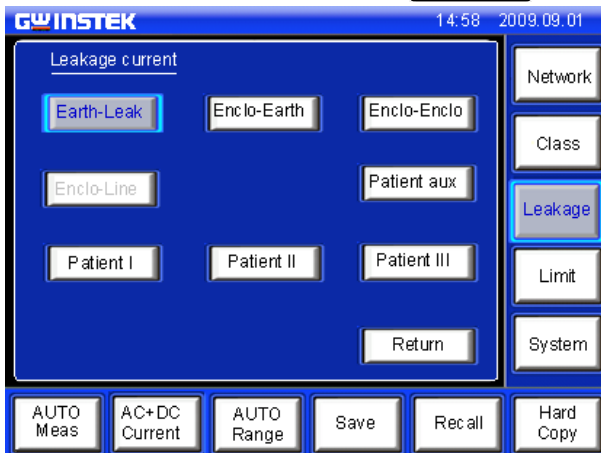 GWINSTEK 14:58 2009.09.01
Leakage current
Earth-Leak Enclo-Earth Enclo-Enclo
Enclo-Line Patient aux
Patient I Patient II Patient III
Return
Network
Class
Leakage
Limit
System
AUTO Meas
AC+DC Current
AUTO Range
Save
Recall
Hard Copy